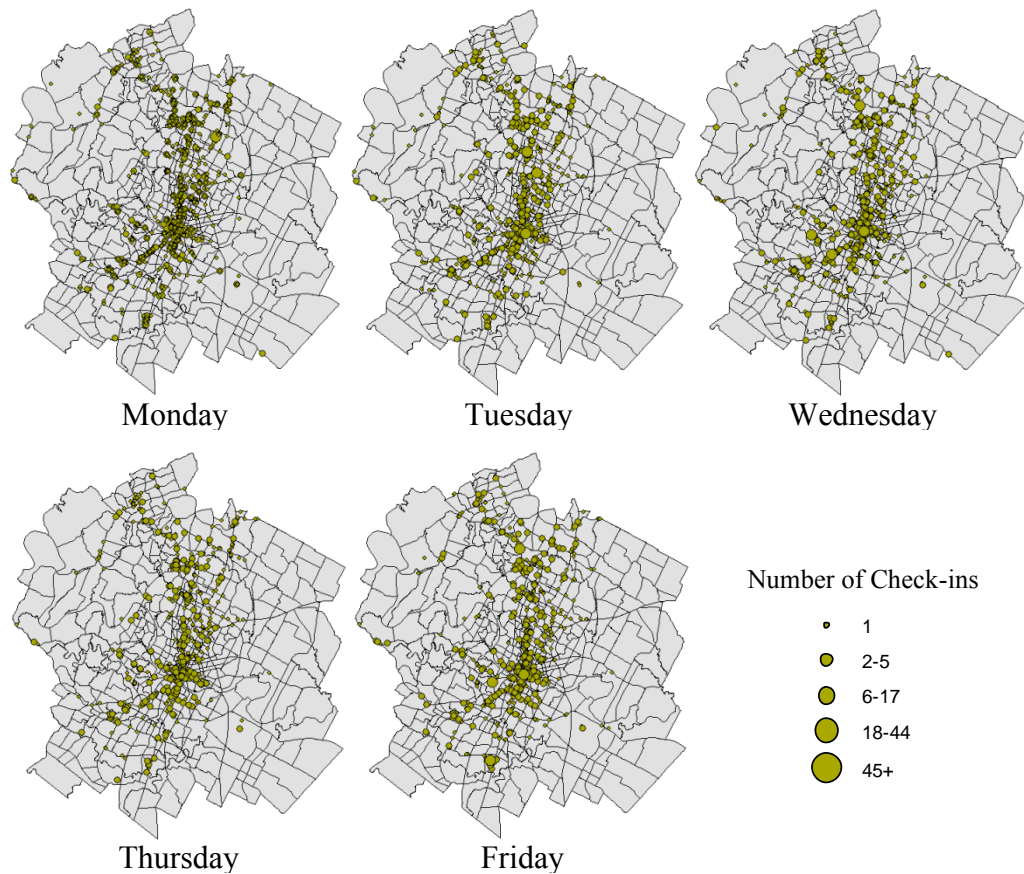 Monday
Tuesday
Wednesday
Thursday
Friday
Number of Check-ins
1
2-5
6-17
18-44
45+